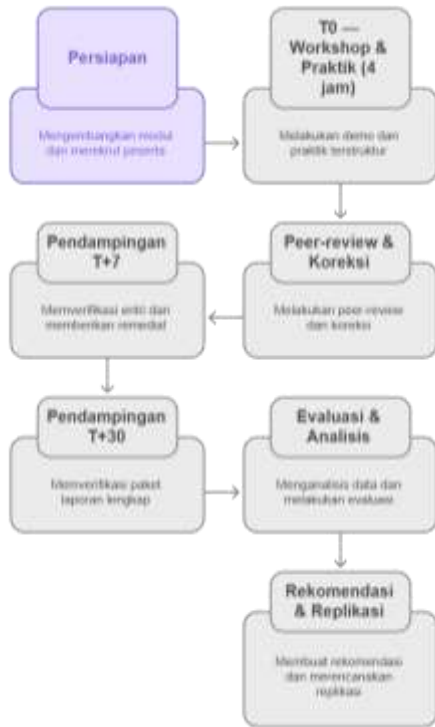 Persiapan
Mengembangkan modul
dan merekrut peserta
T0 —
Workshop &
Praktik (4
jam)
Melakukan demo dan
praktik terstruktur
Peer-review &
Koreksi
Melakukan peer-review
dan koreksi
Pendampingan
T+7
Memverifikasi entri dan
memberikan remedial
Pendampingan
T+30
Memverifikasi paket
laporan lengkap
Evaluasi &
Analisis
Menganalisis data dan
melakukan evaluasi
Rekomendasi
& Replikasi
Membuat rekomendasi
dan merencanakan
replikasi